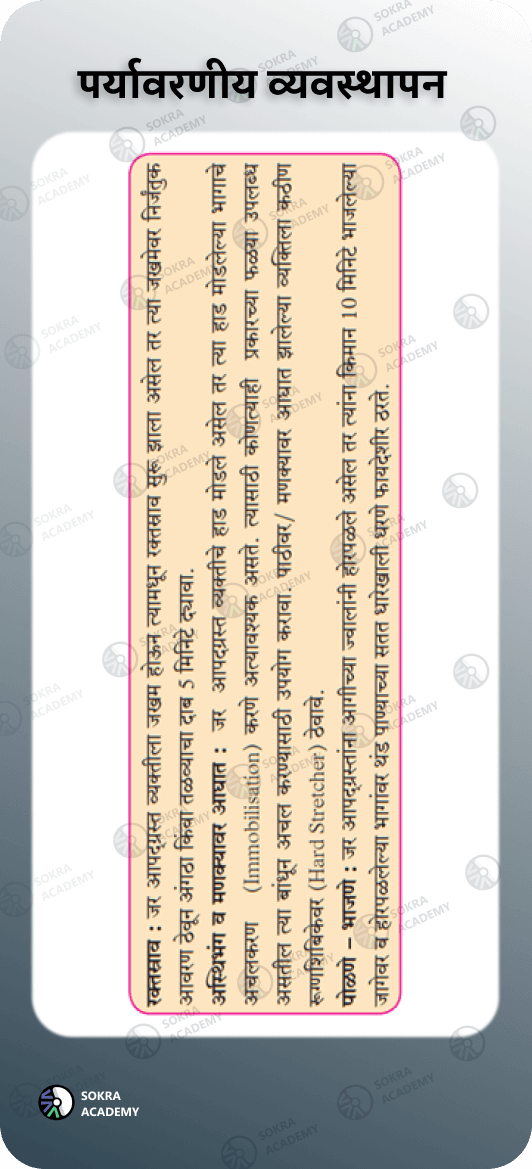 पर्यावरणीय व्यवस्थापन
रक्तस्राव : जर आपद्ग्रस्त व्यक्तीला जखम होऊन त्यामधून रक्तस्राव सुरू झाला असेल तर त्या जखमेवर निर्जंतुक
आवरण ठेवून अंगठा किंवा तळव्याचा दाब 5 मिनिटे द्यावा.
अस्थिभंग व मणक्यावर आघात : जर आपद्ग्रस्त व्यक्तीचे हाड मोडले असेल तर त्या हाड मोडलेल्या भागाचे
अचलकरण (Immobilisation) करणे अत्यावश्यक असते. त्यासाठी कोणत्याही प्रकारच्या फळ्या उपलब्ध
असतील त्या बांधून अचल करण्यासाठी उपयोग करावा. पाठीवर/ मणक्यावर आघात झालेल्या व्यक्तिला कठीण
रूग्णशिबिकेवर (Hard Stretcher) ठेवावे.
पोळणे – भाजणे : जर आपद्ग्रस्तांना आगीच्या ज्वालांनी होरपळले असेल तर त्यांना किमान 10 मिनिटे भाजलेल्या
जागेवर व होरपळलेल्या भागांवर थंड पाण्याच्या सतत धारेखाली धरणे फायदेशीर ठरते.
SOKRA
ACADEMY